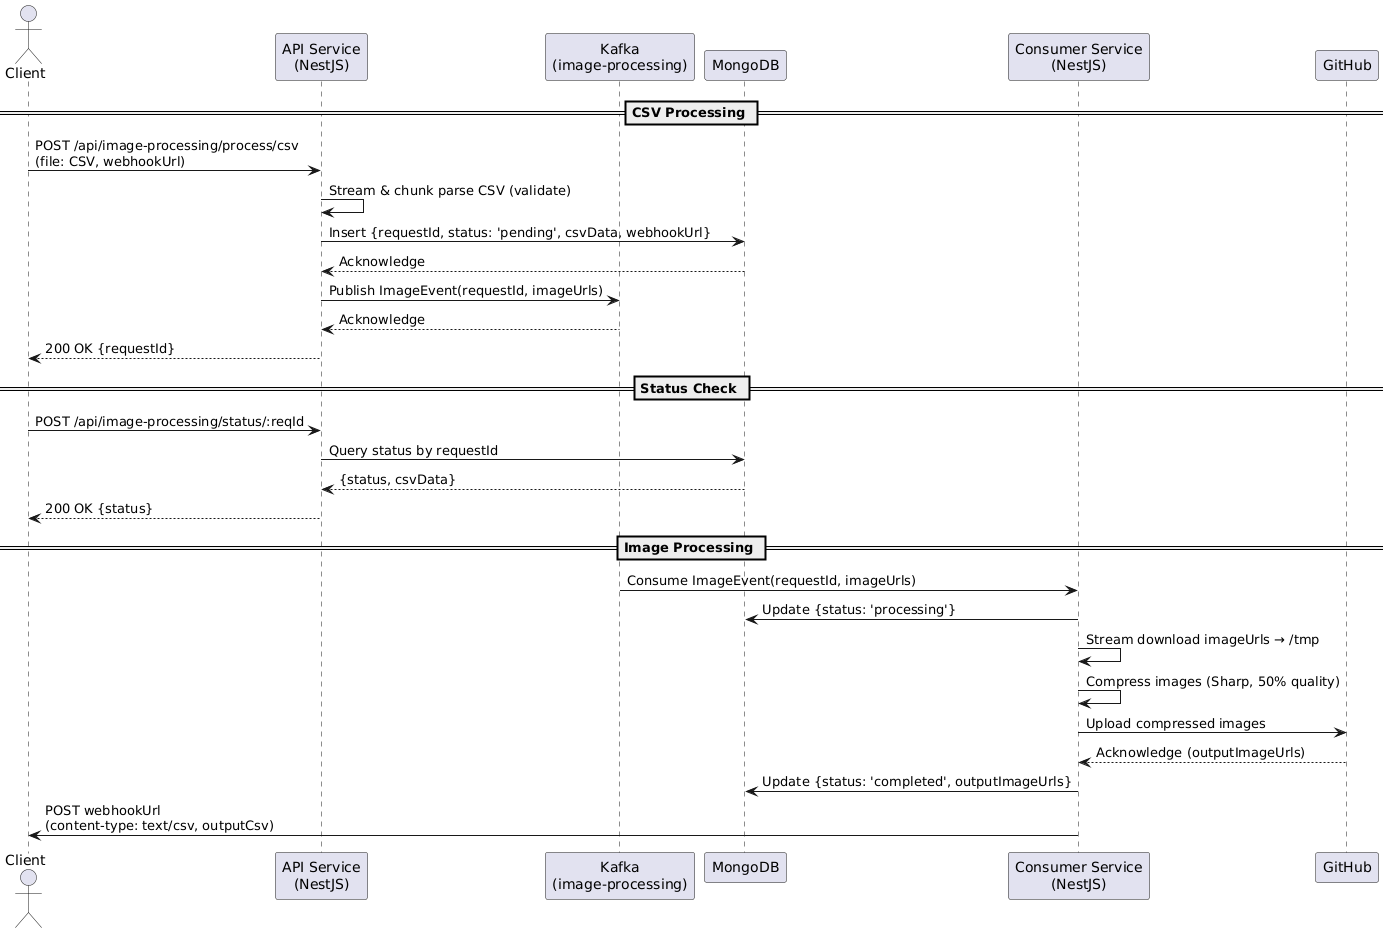 Client
API Service
(NestJS)
Kafka
(image-processing)
MongoDB
Consumer Service
(NestJS)
GitHub
CSV Processing
POST /api/image-processing/process/csv
(file: CSV, webhookUrl)
Stream & chunk parse CSV (validate)
Insert {requestId, status: 'pending', csvData, webhookUrl}
Acknowledge
Publish ImageEvent(requestId, imageUrls)
Acknowledge
200 OK {requestId}
Status Check
POST /api/image-processing/status/:reqId
Query status by requestId
{status, csvData}
200 OK {status}
Image Processing
Consume ImageEvent(requestId, imageUrls)
Update {status: 'processing'}
Stream download imageUrls → /tmp
Compress images (Sharp, 50% quality)
Upload compressed images
Acknowledge (outputImageUrls)
Update {status: 'completed', outputImageUrls}
POST webhookUrl
(content-type: text/csv, outputCsv)
Client
API Service
(NestJS)
Kafka
(image-processing)
MongoDB
Consumer Service
(NestJS)
GitHub